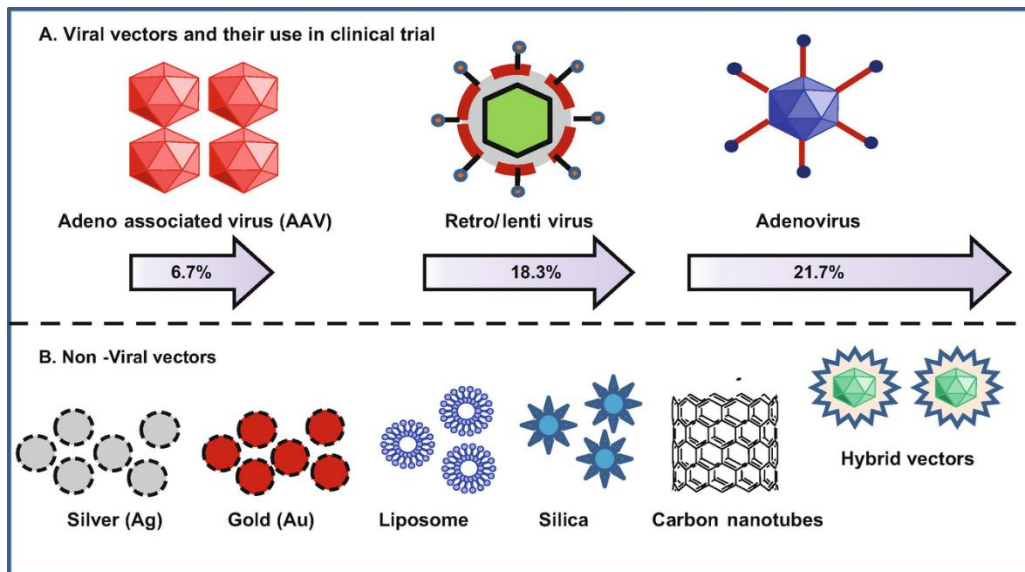 A. Viral vectors and their use in clinical trial
Adeno associated virus (AAV)
Retro/lenti virus
Adenovirus
6.7%
18.3%
21.7%
B. Non -Viral vectors
Hybrid vectors
Silver (Ag)
Gold (Au)
Liposome
Silica
Carbon nanotubes